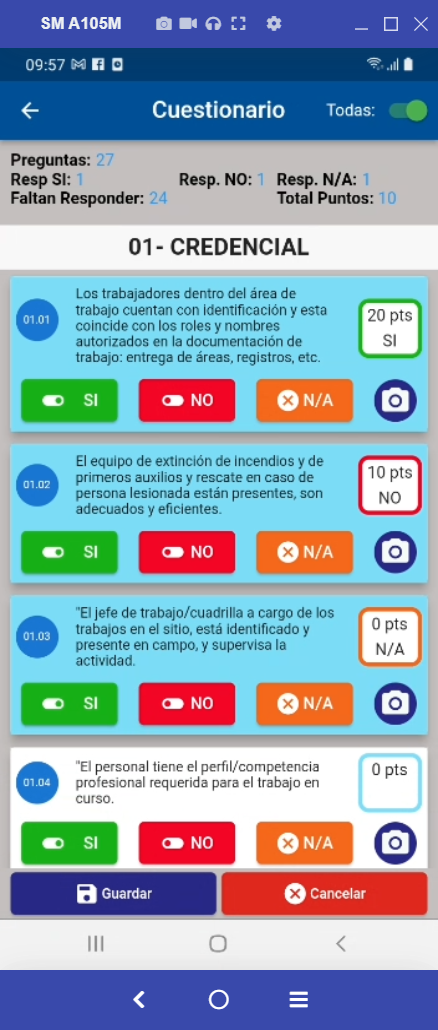 SM A105M
09:57
Cuestionario Todas:
Preguntas: 27
Resp SI: 1 Resp. NO: 1 Resp. N/A: 1
Faltan Responder: 24 Total Puntos: 10
01- CREDENCIAL
01.01
Los trabajadores dentro del área de
trabajo cuentan con identificación y esta
coincide con los roles y nombres
autorizados en la documentación de
trabajo: entrega de áreas, registros, etc.
20 pts
SI
SI NO N/A
01.02
El equipo de extinción de incendios y de
primeros auxilios y rescate en caso de
persona lesionada están presentes, son
adecuados y eficientes.
10 pts
NO
SI NO N/A
01.03
"El jefe de trabajo/cuadrilla a cargo de los
trabajos en el sitio, está identificado y
presente en campo, y supervisa la
actividad.
0 pts
N/A
SI NO N/A
01.04
"El personal tiene el perfil/competencia
profesional requerida para el trabajo en
curso.
0 pts
SI NO N/A
Guardar Cancelar